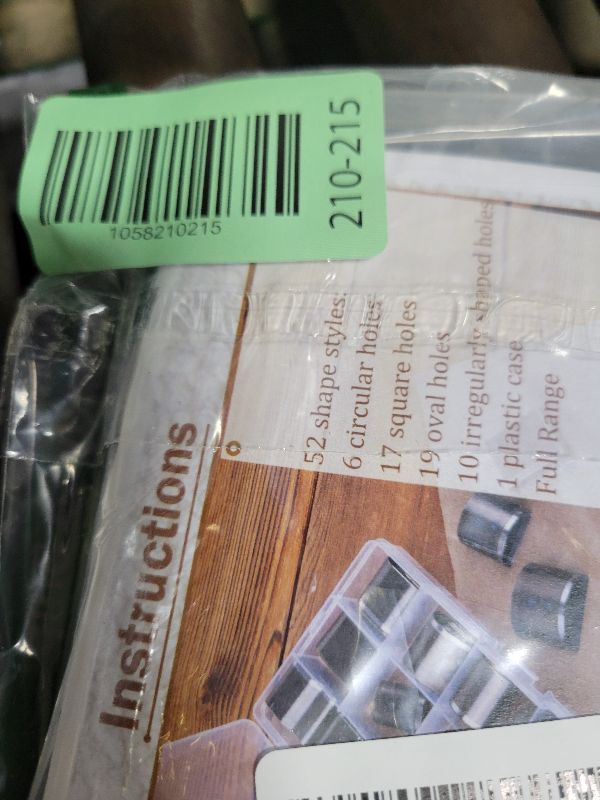 210-215
1058210215
Instructions
52 shape styles:
6 circular holes
17 square holes
19 oval holes
10 irregularly shaped holes
1 plastic case
Full Range